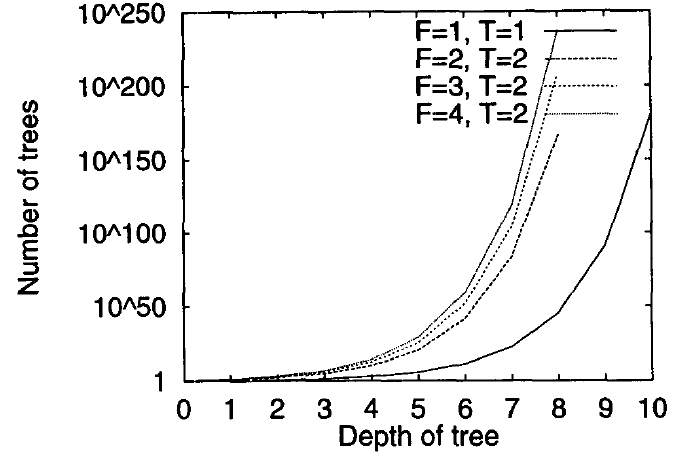 10^250
10^200
10^150
10^100
10^50
1
Number of trees
F=1, T=1
F=2, T=2
F=3, T=2
F=4, T=2
0 1 2 3 4 5 6 7 8 9 10
Depth of tree